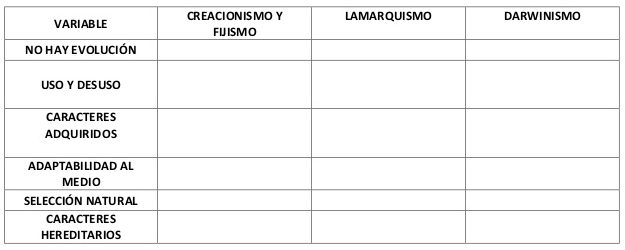 VARIABLE
CREACIONISMO Y
FIJISMO
LAMARQUISMO
DARWINISMO
NO HAY EVOLUCIÓN
USO Y DESUSO
CARACTERES
ADQUIRIDOS
ADAPTABILIDAD AL
MEDIO
SELECCIÓN NATURAL
CARACTERES
HEREDITARIOS